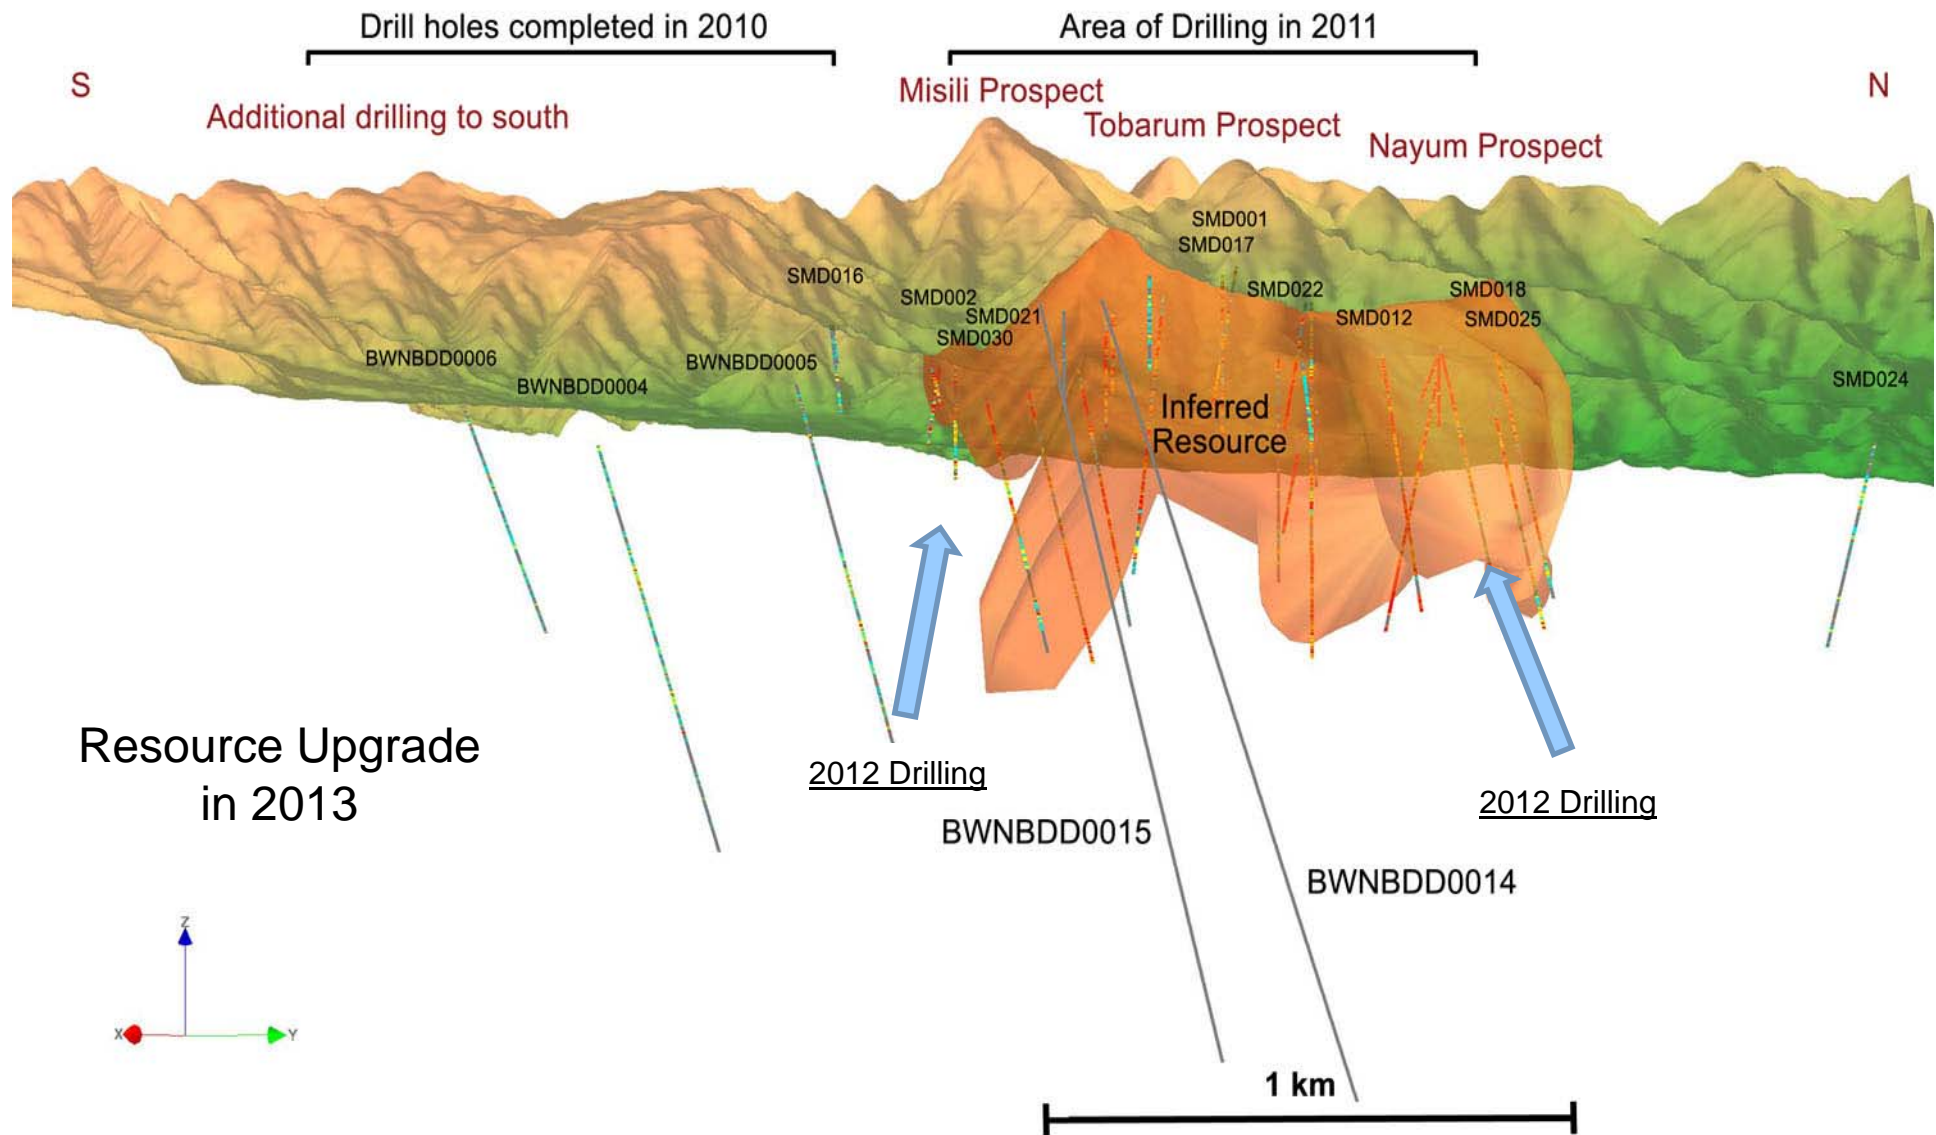 Drill holes completed in 2010
Area of Drilling in 2011
S
Misili Prospect
N
Additional drilling to south
Tobarum Prospect
Nayum Prospect
SMD001
SMD017
SMD016
SMD002
SMD022
SMD018
SMD021
SMD012
SMD025
SMD030
BWNBDD0006
BWNBDD0005
BWNBDD0004
SMD024
Inferred
Resource
Resource Upgrade
in 2013
2012 Drilling
2012 Drilling
BWNBDD0015
BWNBDD0014
Z
X
Y
1 km